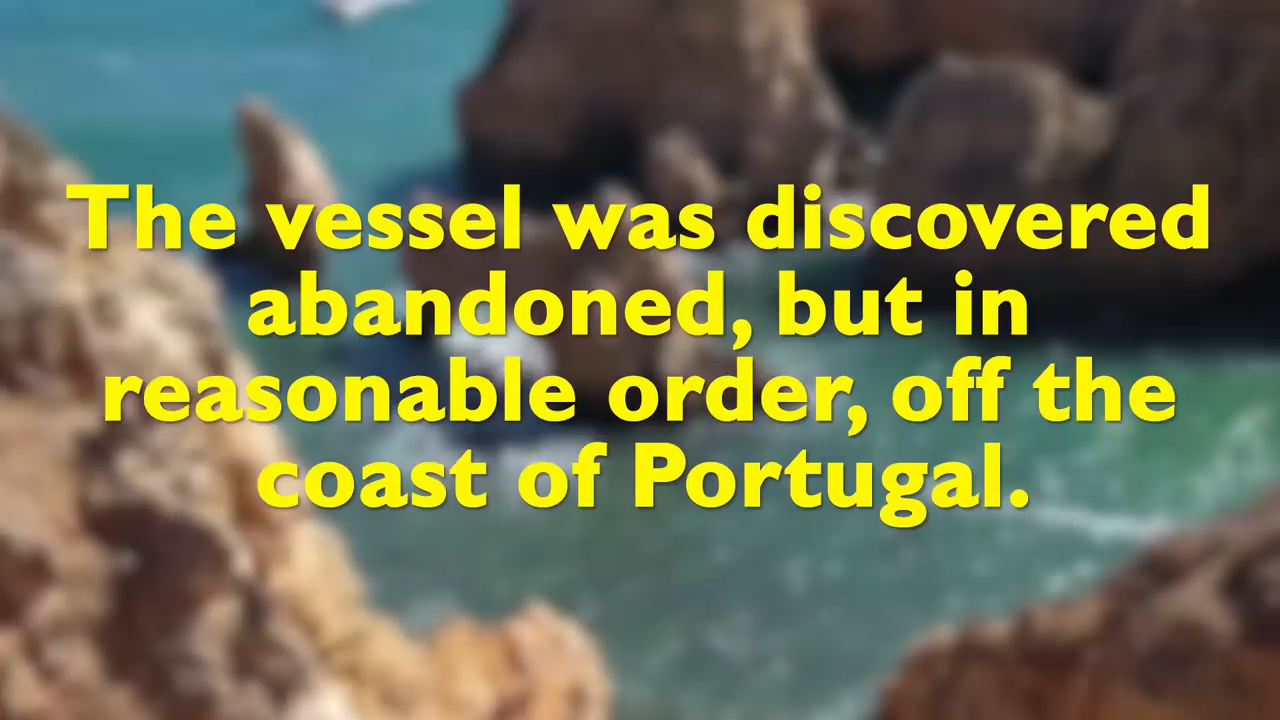 The vessel was discovered
abandoned, but in
reasonable order, off the
coast of Portugal.